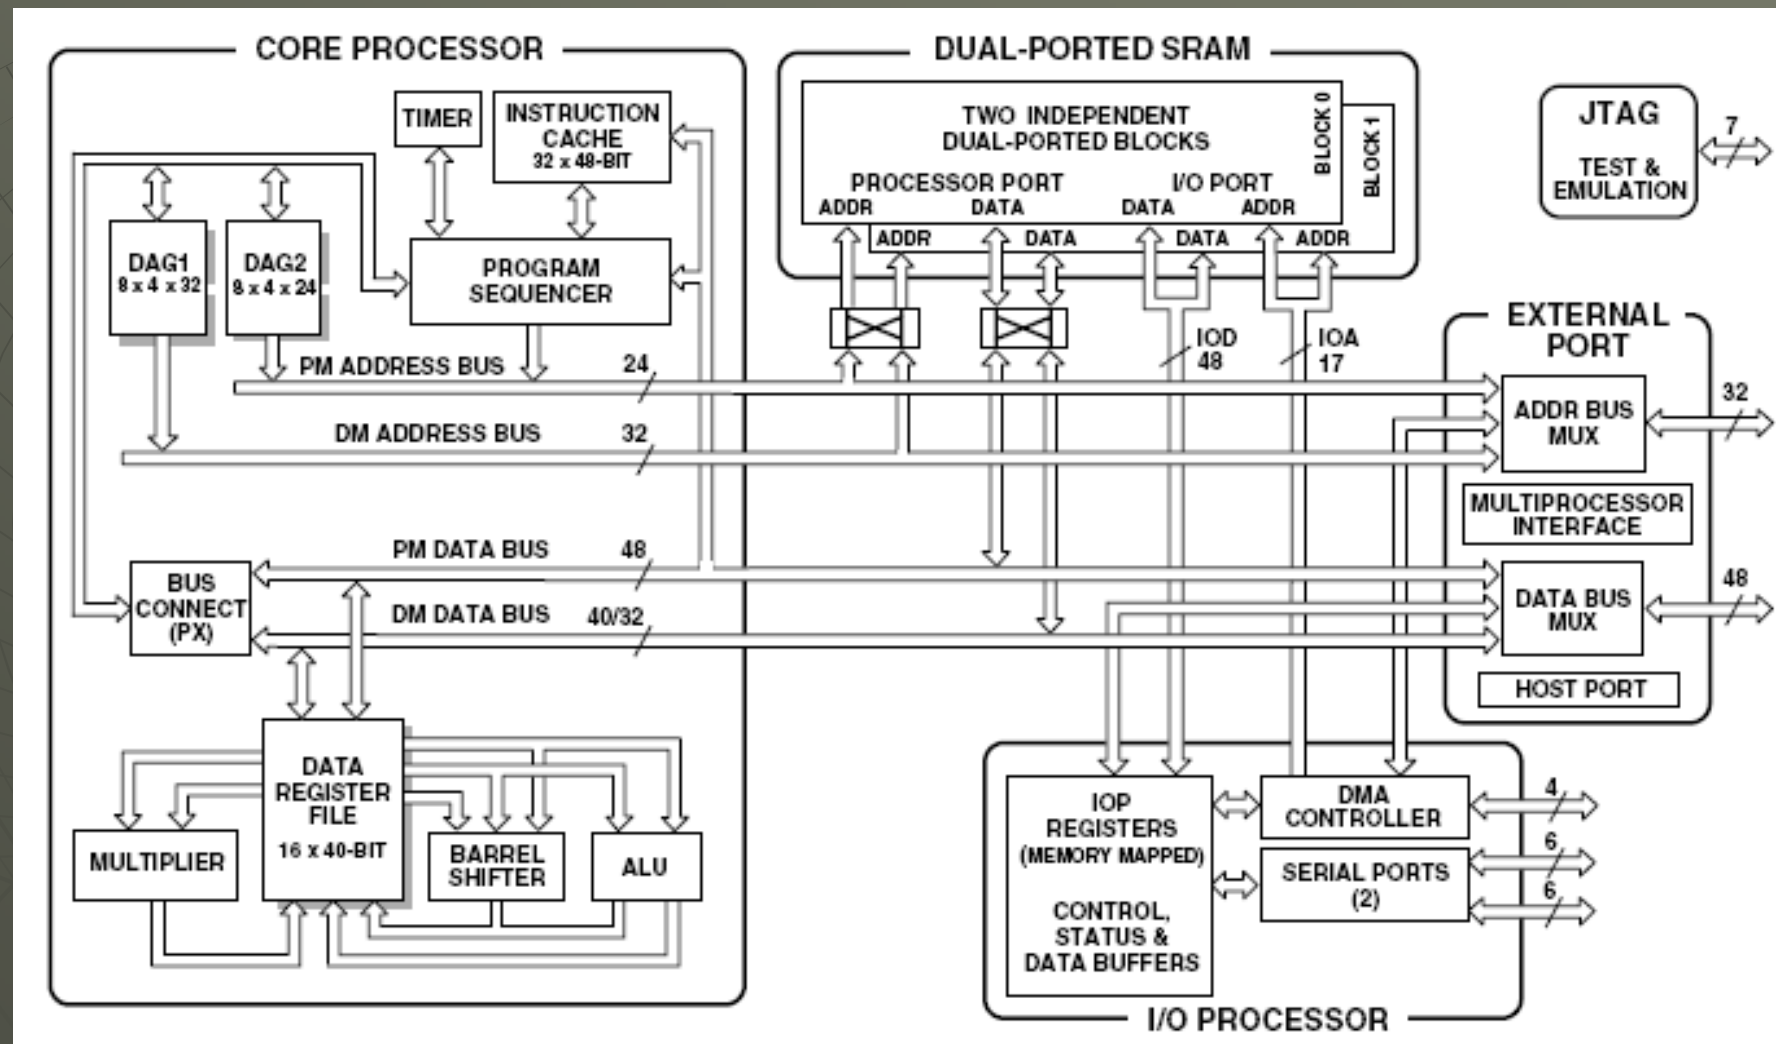 CORE PROCESSOR
TIMER
INSTRUCTION
CACHE
32 x 48-BIT
DAG1
8 x 4 x 32
DAG2
8 x 4 x 24
PROGRAM
SEQUENCER
PM ADDRESS BUS
24
DM ADDRESS BUS
32
PM DATA BUS
48
BUS
CONNECT
(PX)
DM DATA BUS
40/32
DATA
REGISTER
FILE
16 x 40-BIT
MULTIPLIER
BARREL
SHIFTER
ALU
DUAL-PORTED SRAM
TWO INDEPENDENT
DUAL-PORTED BLOCKS
BLOCK 0
BLOCK 1
PROCESSOR PORT
I/O PORT
ADDR
DATA
DATA
ADDR
ADDR
DATA
DATA
ADDR
IOD
48
IOA
17
JTAG
TEST &
EMULATION
7
EXTERNAL
PORT
ADDR BUS
MUX
32
MULTIPROCESSOR
INTERFACE
DATA BUS
MUX
48
HOST PORT
IOP
REGISTERS
(MEMORY MAPPED)
CONTROL,
STATUS &
DATA BUFFERS
DMA
CONTROLLER
4
SERIAL PORTS
(2)
6
6
I/O PROCESSOR